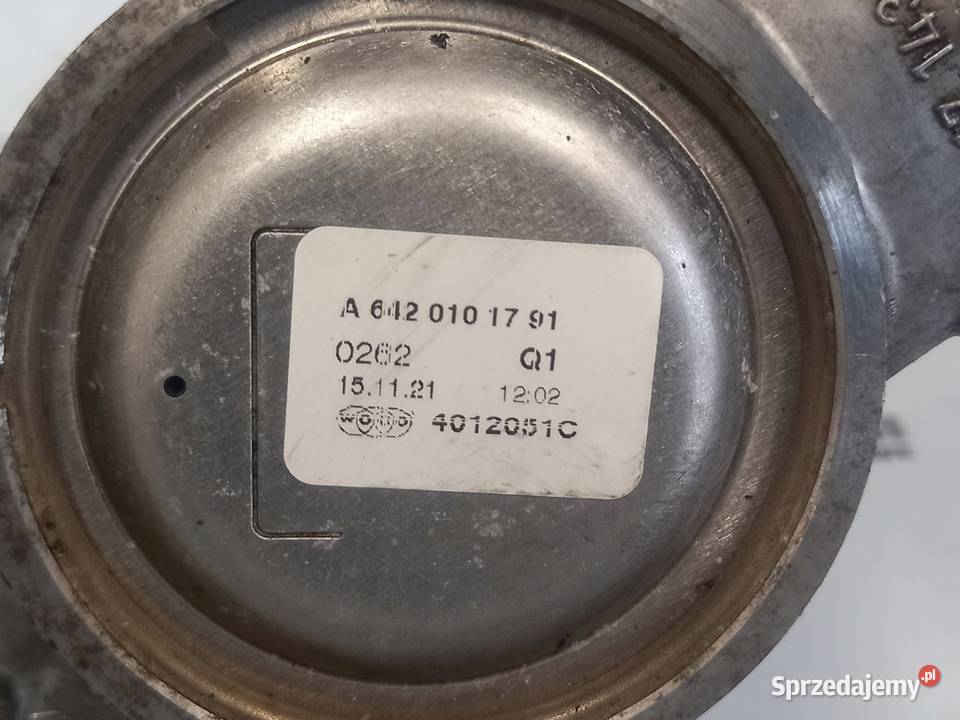 A 642 010 17 91
0262 Q1
15.11.21 12:02
4012051C
Sprzedajemy.pl